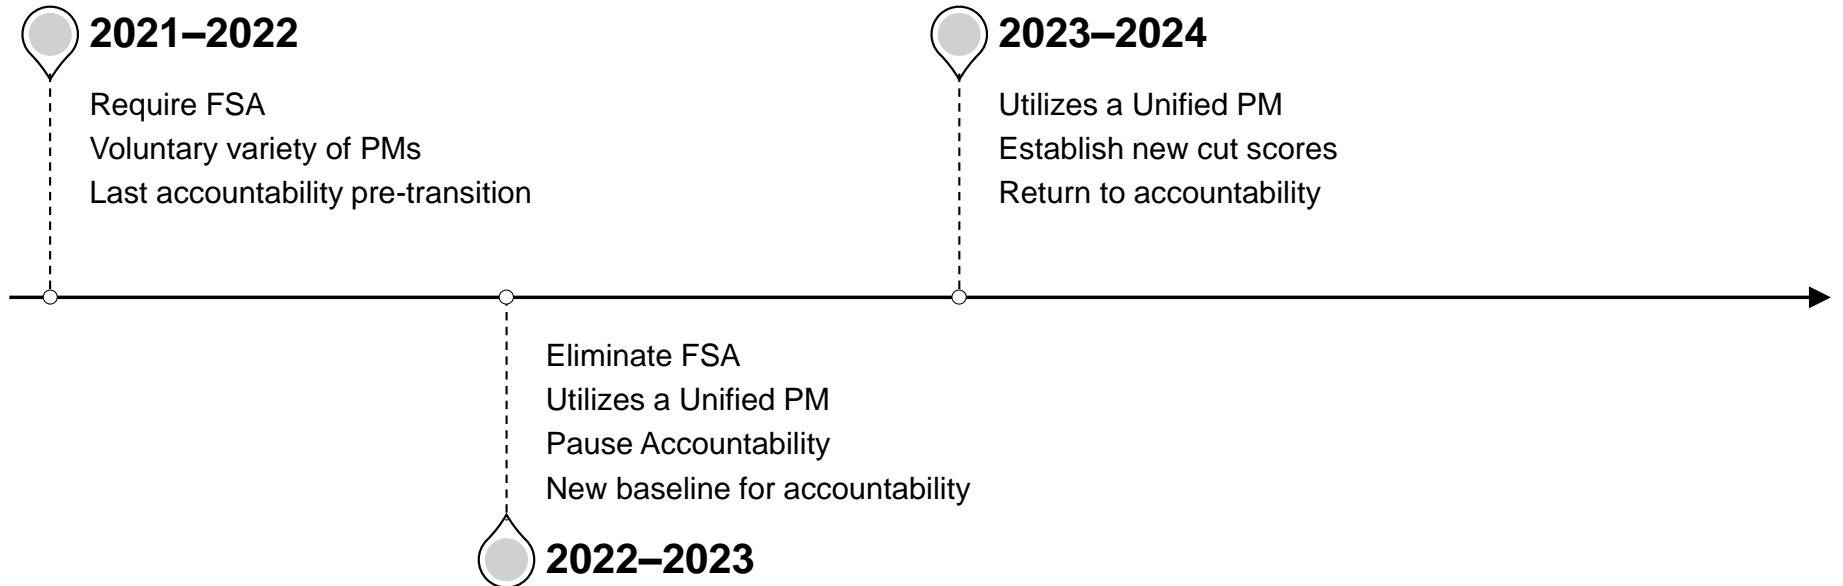 2021–2022
Require FSA
Voluntary variety of PMs
Last accountability pre-transition
2023–2024
Utilizes a Unified PM
Establish new cut scores
Return to accountability
Eliminate FSA
Utilizes a Unified PM
Pause Accountability
New baseline for accountability
2022–2023